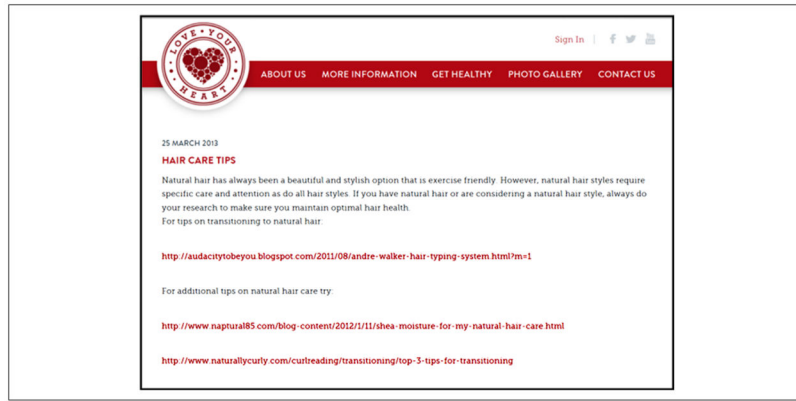 LOVE · YOUR
HEART
Sign In
ABOUT US MORE INFORMATION GET HEALTHY PHOTO GALLERY CONTACT US
25 MARCH 2013
HAIR CARE TIPS
Natural hair has always been a beautiful and stylish option that is exercise friendly. However, natural hair styles require
specific care and attention as do all hair styles. If you have natural hair or are considering a natural hair style, always do
your research to make sure you maintain optimal hair health.
For tips on transitioning to natural hair:
http://audacitytobeyou.blogspot.com/2011/08/andre-walker-hair-typing-system.html?m=1
For additional tips on natural hair care try:
http://www.naptural85.com/blog-content/2012/1/11/shea-moisture-for-my-natural-hair-care.html
http://www.naturallycurly.com/curlreading/transitioning/top-3-tips-for-transitioning